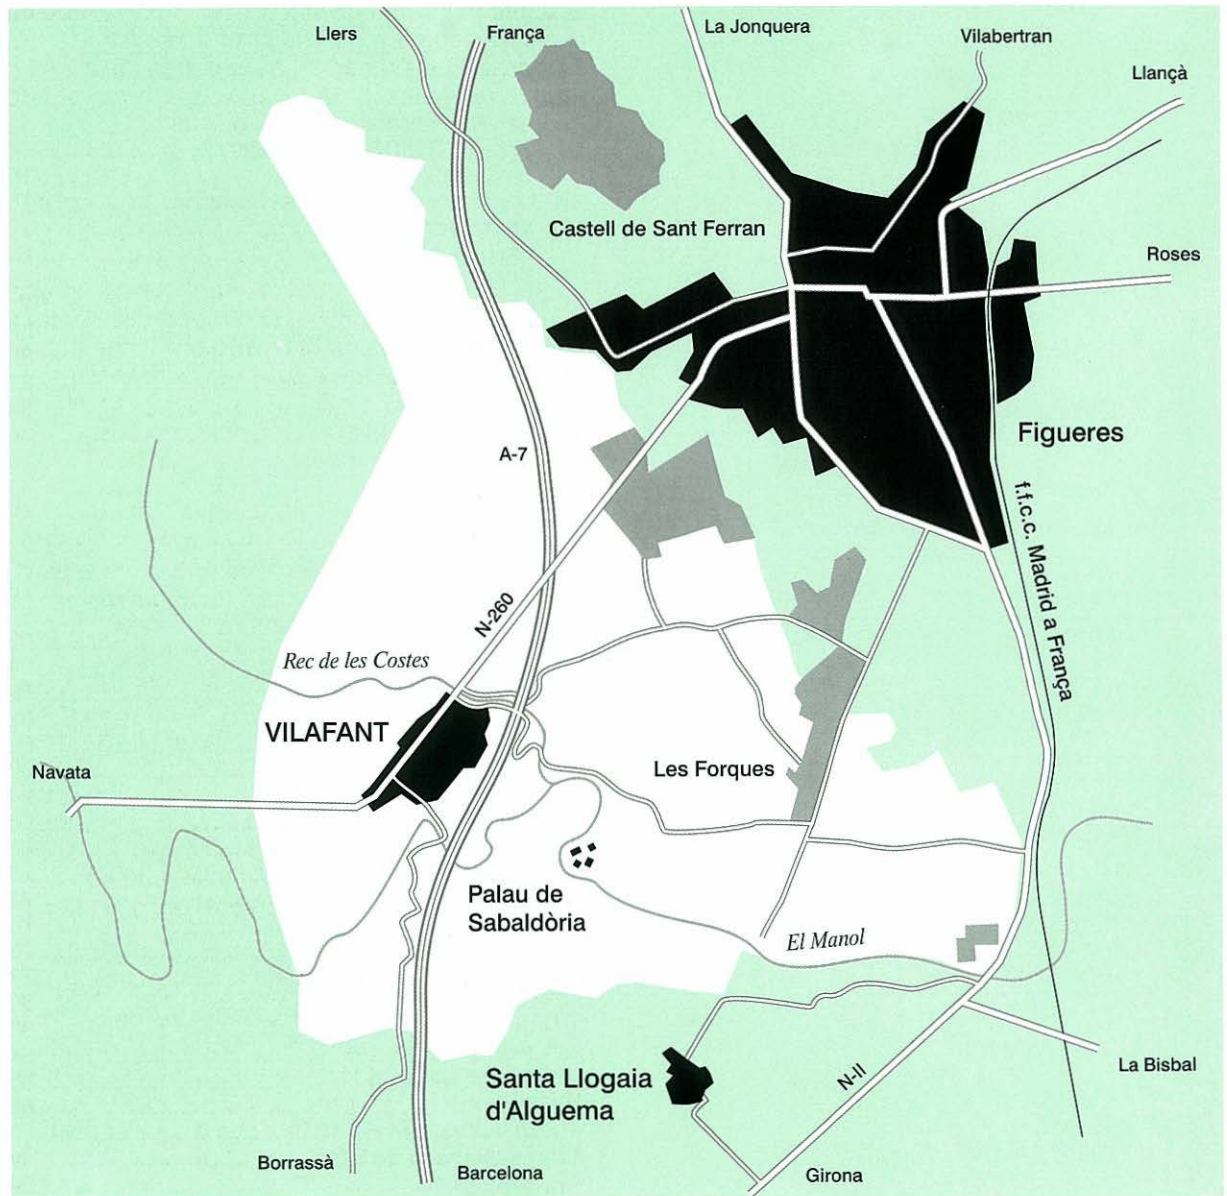 Llers
França
La Jonquera
Vilabertran
Llançà
Castell de Sant Ferran
Roses
Figueres
A-7
f.f.c.c. Madrid a França
N-260
Rec de les Costes
VILAFANT
Navata
Les Forques
Palau de
Sabaldòria
El Manol
Santa Llogaia
d'Alguema
N-II
La Bisbal
Borrassà
Barcelona
Girona